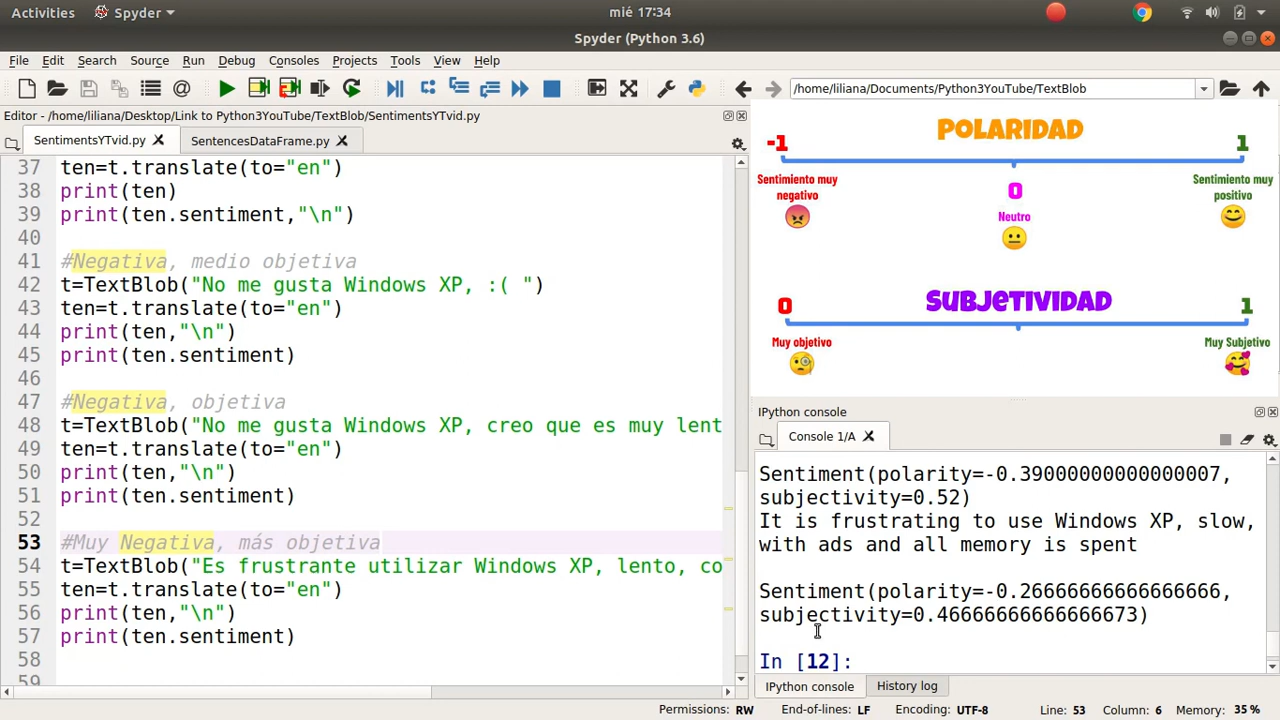 Activities Spyder mié 17:34
Spyder (Python 3.6)
File Edit Search Source Run Debug Consoles Projects Tools View Help
/home/liliana/Documents/Python3YouTube/TextBlob
Editor - /home/liliana/Desktop/Link to Python3YouTube/TextBlob/SentimentsYTvid.py
SentimentsYTvid.py SentencesDataFrame.py
37 ten=t.translate(to="en")
38 print(ten)
39 print(ten.sentiment,"\n")
40
41 #Negativa, medio objetiva
42 t=TextBlob("No me gusta Windows XP, :( ")
43 ten=t.translate(to="en")
44 print(ten,"\n")
45 print(ten.sentiment)
46
47 #Negativa, objetiva
48 t=TextBlob("No me gusta Windows XP, creo que es muy lent
49 ten=t.translate(to="en")
50 print(ten,"\n")
51 print(ten.sentiment)
52
53 #Muy Negativa, más objetiva
54 t=TextBlob("Es frustrante utilizar Windows XP, lento, co
55 ten=t.translate(to="en")
56 print(ten,"\n")
57 print(ten.sentiment)
58
59
POLARIDAD
-1 1
Sentimiento muy negativo
0
Neutro
Sentimiento muy positivo
SUBJETIVIDAD
0 1
Muy objetivo Muy Subjetivo
IPython console
Console 1/A
Sentiment(polarity=-0.39000000000000007,
subjectivity=0.52)
It is frustrating to use Windows XP, slow,
with ads and all memory is spent
Sentiment(polarity=-0.26666666666666666,
subjectivity=0.46666666666666673)
In [12]:
IPython console History log
Permissions: RW End-of-lines: LF Encoding: UTF-8 Line: 53 Column: 6 Memory: 35 %